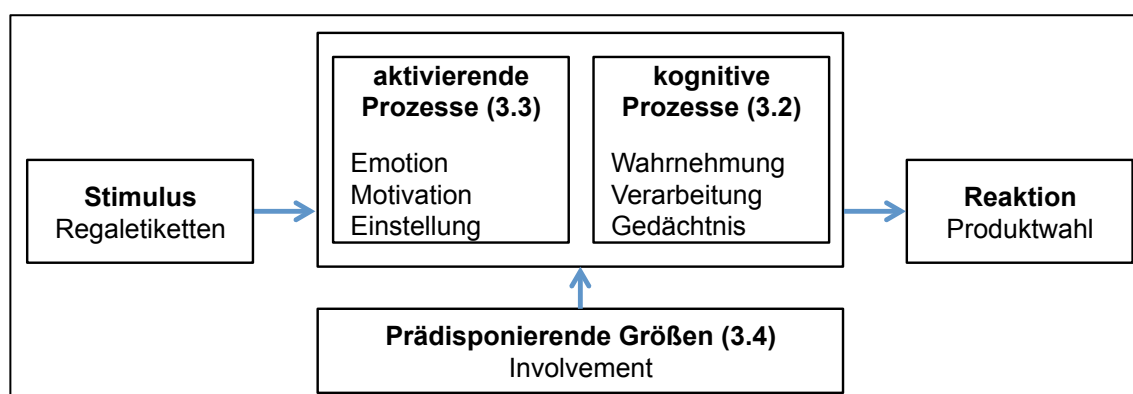 Stimulus
Regaletiketten
aktivierende
Prozesse (3.3)
Emotion
Motivation
Einstellung
kognitive
Prozesse (3.2)
Wahrnehmung
Verarbeitung
Gedächtnis
Reaktion
Produktwahl
Prädisponierende Größen (3.4)
Involvement